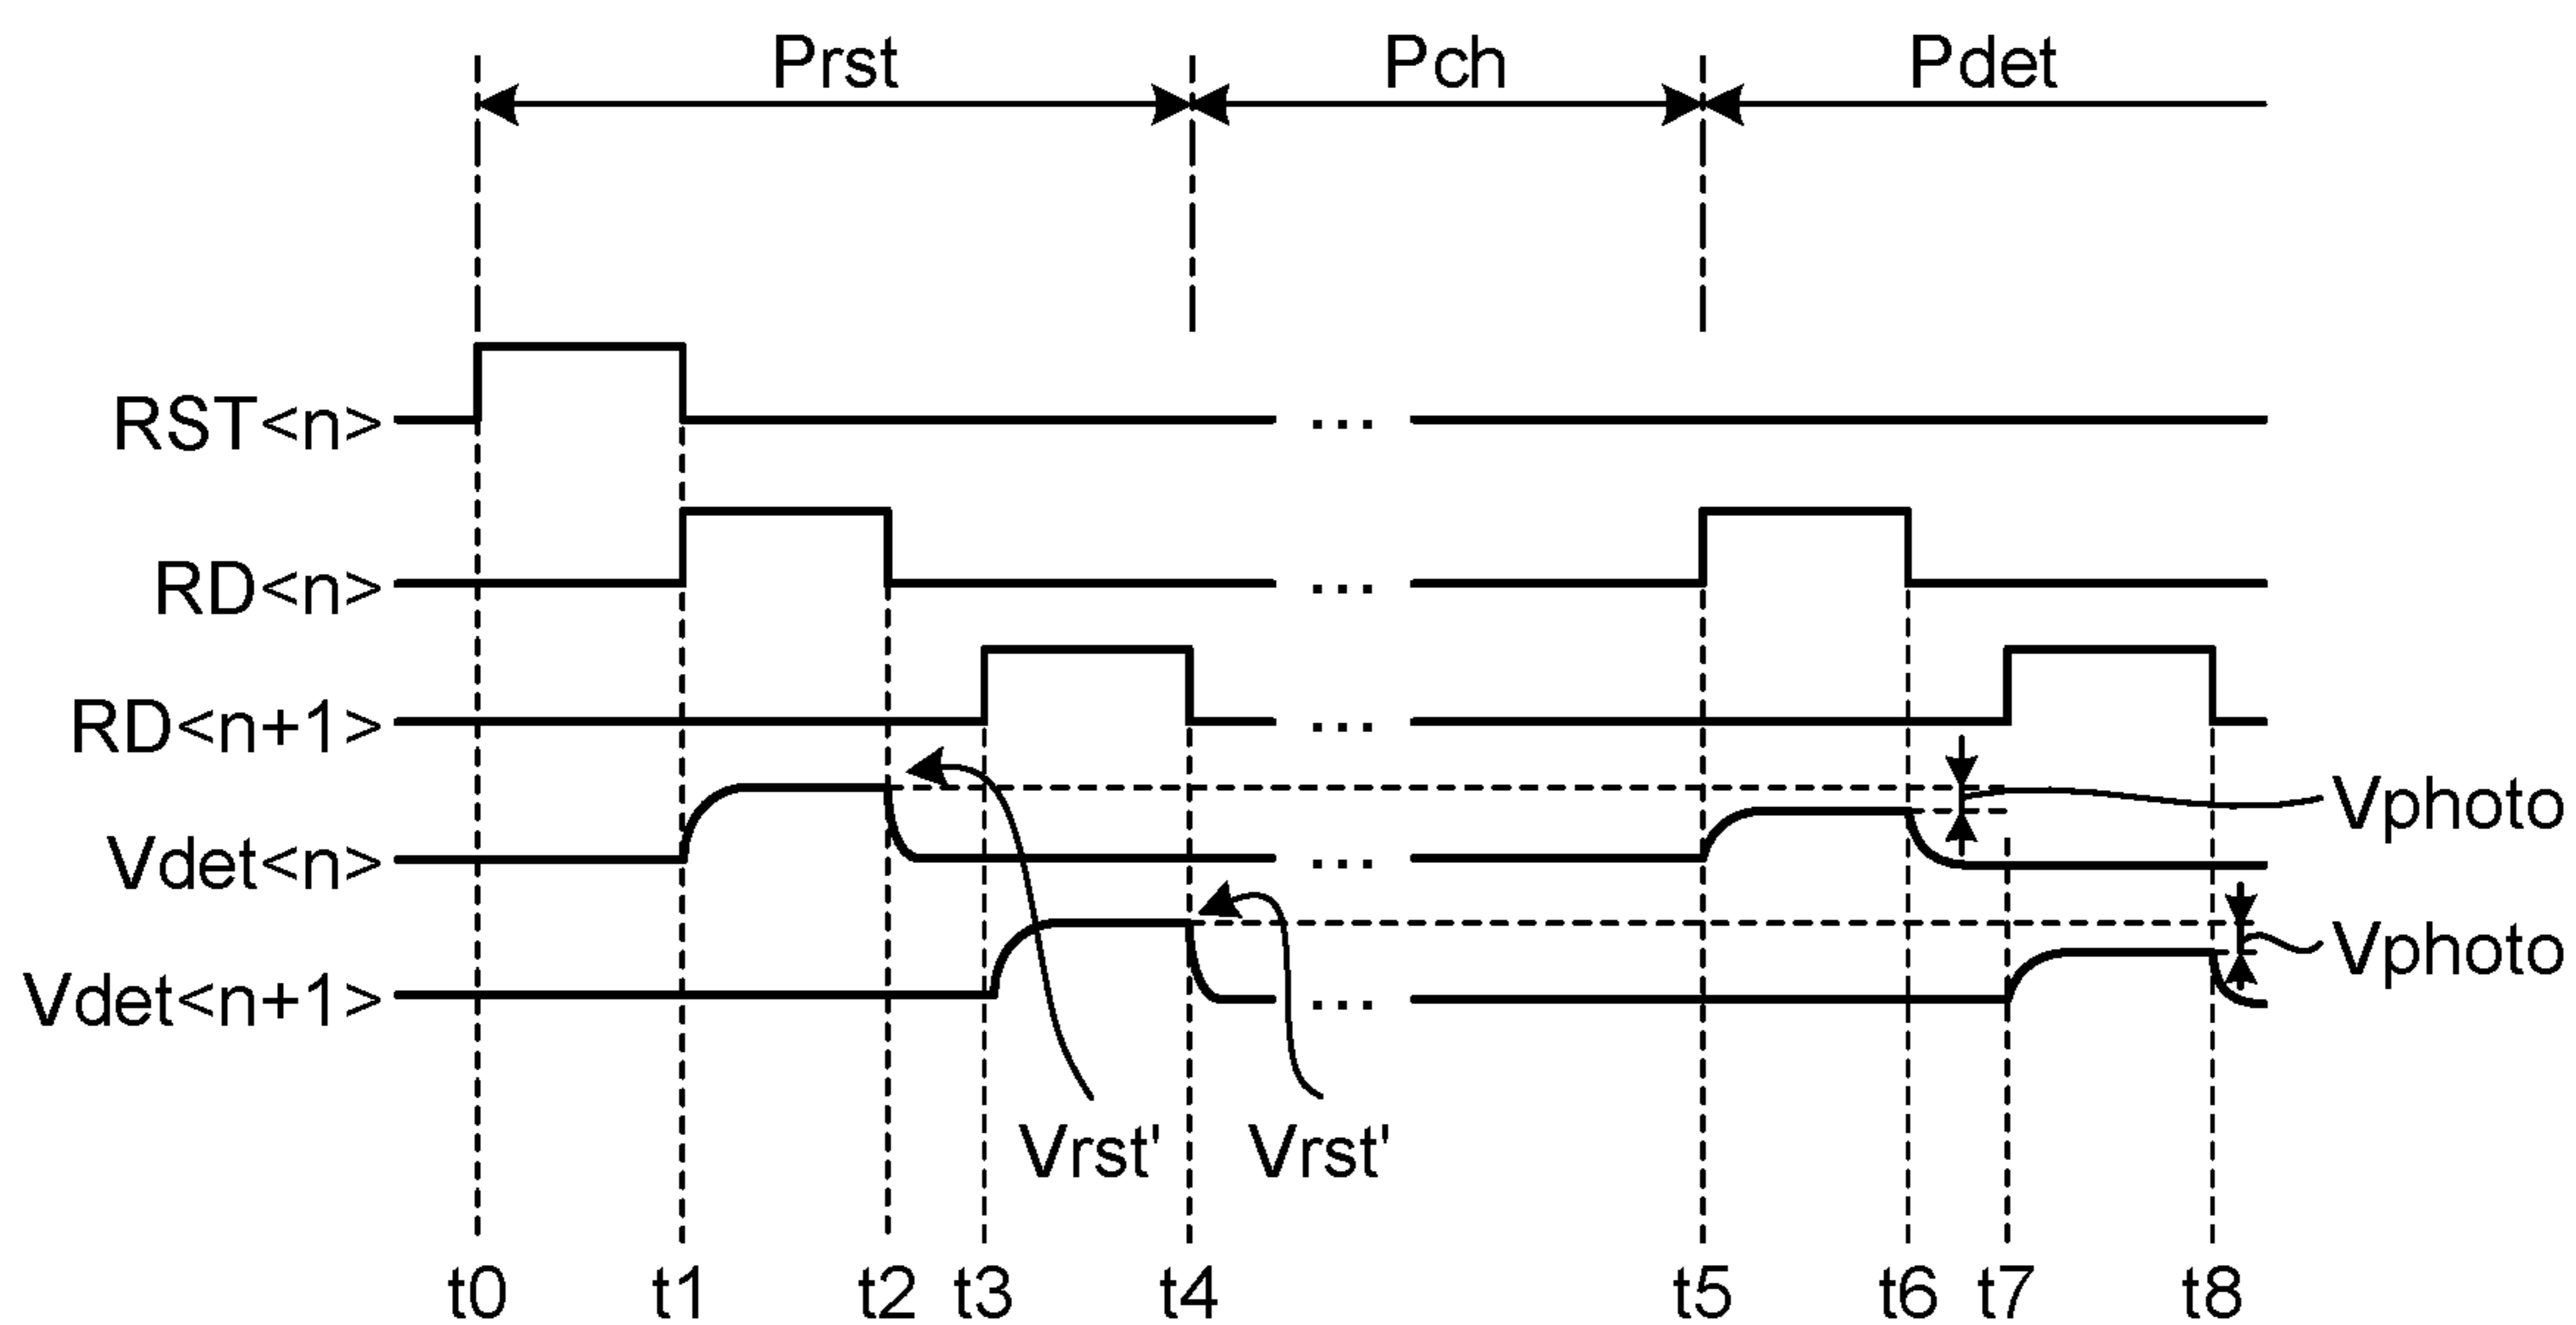 Prst Pch Pdet
RST<n> ...
RD<n> ...
RD<n+1> ...
Vdet<n> ... Vphoto
Vdet<n+1> ... Vphoto
Vrst' Vrst'
t0 t1 t2 t3 t4 t5 t6 t7 t8